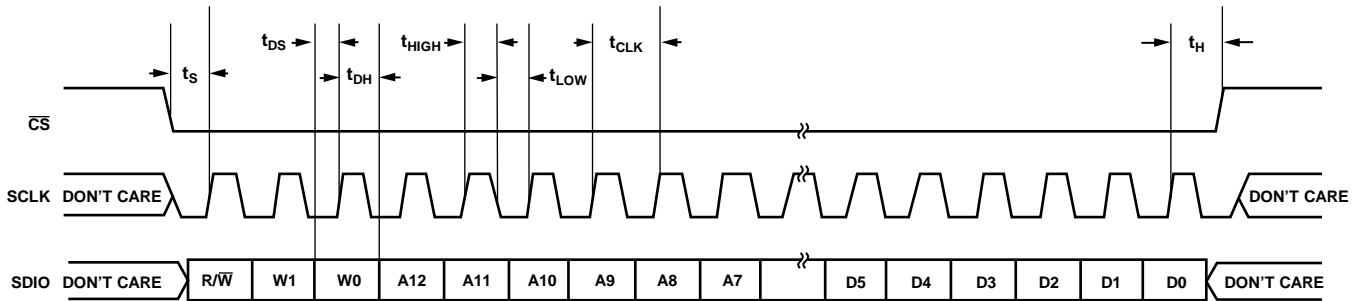 tDS
tHIGH
tCLK
tH
tS
tDH
tLOW
CS
SCLK DON'T CARE
DON'T CARE
SDIO DON'T CARE R/W W1 W0 A12 A11 A10 A9 A8 A7 D5 D4 D3 D2 D1 D0 DON'T CARE